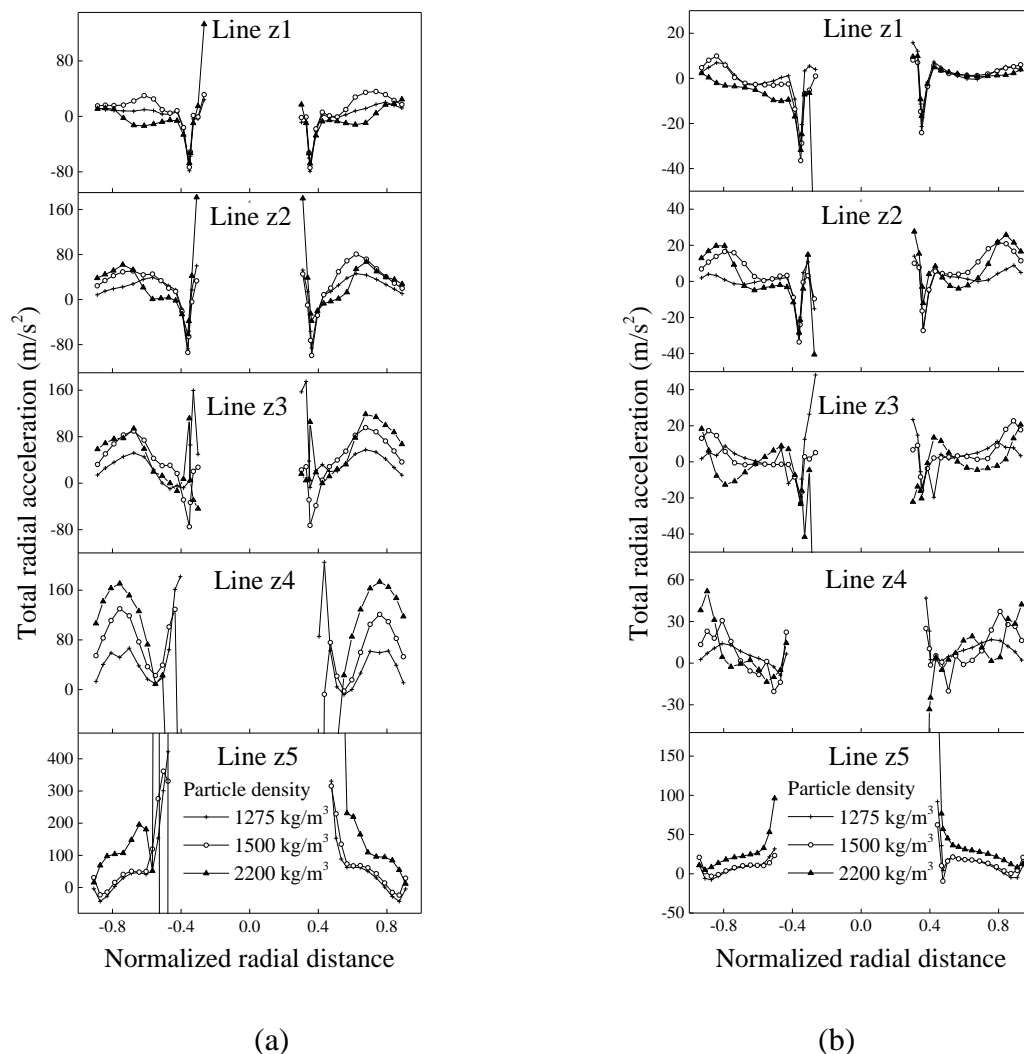 Line z1
80
0
-80
Line z2
160
80
0
-80
Line z3
160
80
0
-80
Line z4
160
80
0
Line z5
400
300
200
100
0
Particle density
1275 kg/m³
1500 kg/m³
2200 kg/m³
-0.8 -0.4 0.0 0.4 0.8
Total radial acceleration (m/s²)
Normalized radial distance
(a)
Line z1
20
0
-20
-40
Line z2
40
20
0
-20
-40
Line z3
40
20
0
-20
-40
Line z4
60
30
0
-30
Line z5
150
100
50
0
50
Particle density
1275 kg/m³
1500 kg/m³
2200 kg/m³
-0.8 -0.4 0.0 0.4 0.8
Total radial acceleration (m/s²)
Normalized radial distance
(b)